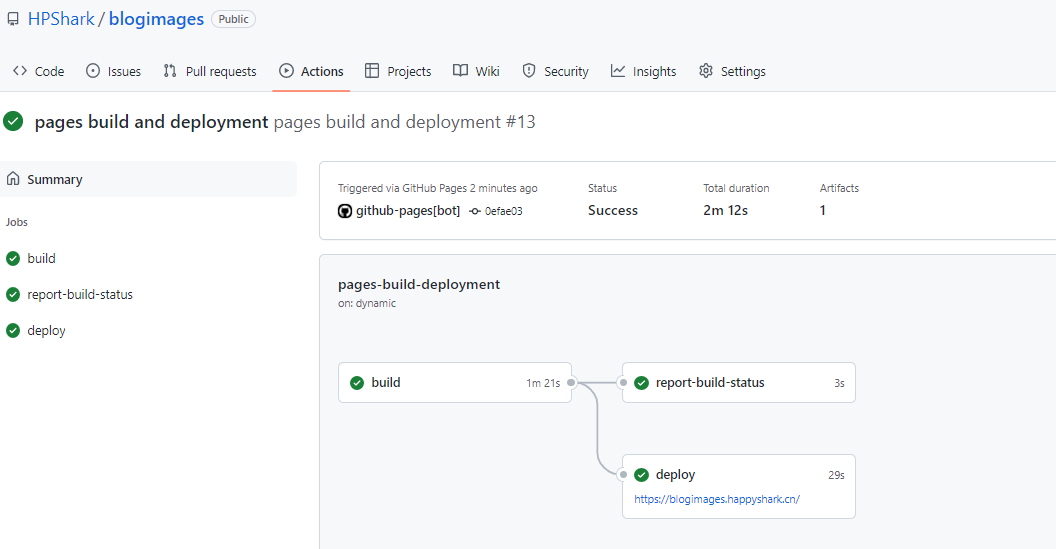 HPShark / blogimages Public
Code Issues Pull requests Actions Projects Wiki Security Insights Settings
pages build and deployment pages build and deployment #13
Summary
Jobs
build
report-build-status
deploy
Triggered via GitHub Pages 2 minutes ago
github-pages[bot] 0efae03
Status
Success
Total duration
2m 12s
Artifacts
1
pages-build-deployment
on: dynamic
build 1m 21s
report-build-status 3s
deploy 29s
https://blogimages.happyshark.cn/